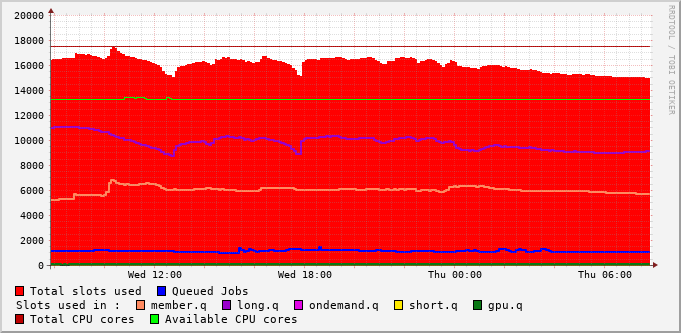 20000
18000
16000
14000
12000
10000
8000
6000
4000
2000
0
Wed 12:00 Wed 18:00 Thu 00:00 Thu 06:00
Total slots used Queued Jobs
Slots used in : member.q long.q ondemand.q short.q gpu.q
Total CPU cores Available CPU cores
RRDTOOL / TOBI OETIKER